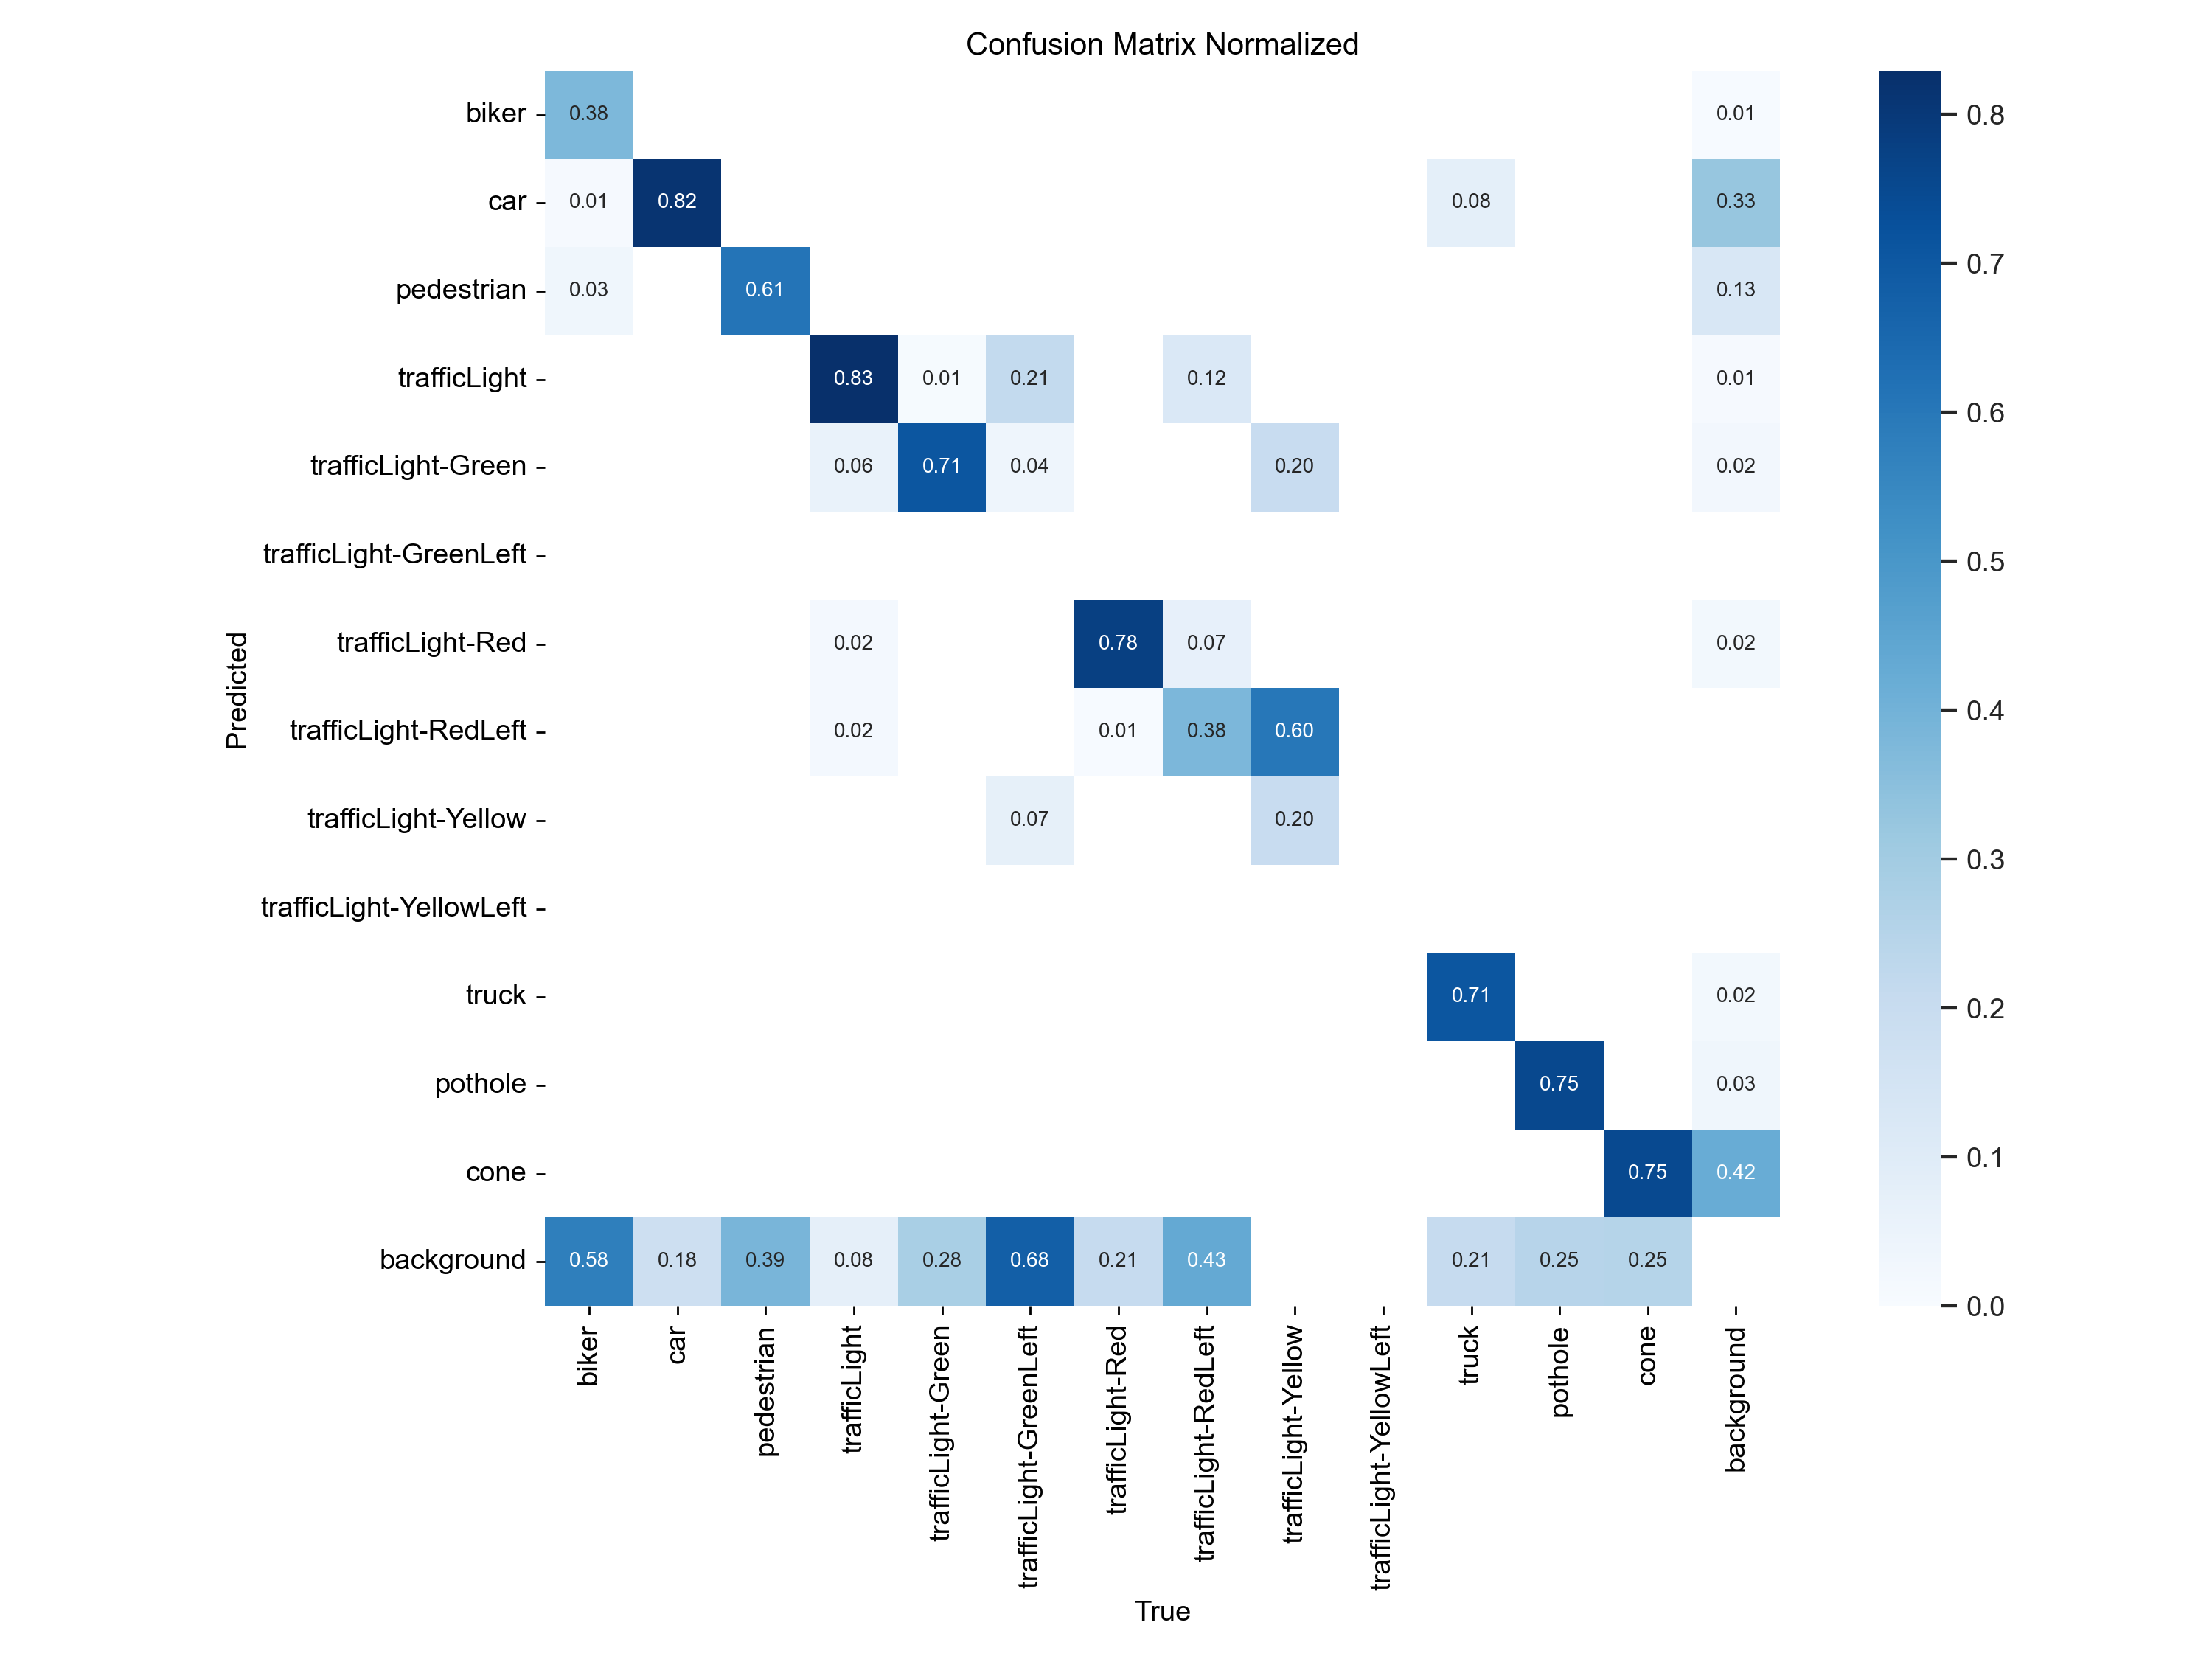 Confusion Matrix Normalized
biker 0.38 0.01
car 0.01 0.82 0.08 0.33
pedestrian 0.03 0.61 0.13
trafficLight 0.83 0.01 0.21 0.12 0.01
trafficLight-Green 0.06 0.71 0.04 0.20 0.02
trafficLight-GreenLeft
trafficLight-Red 0.02 0.78 0.07 0.02
trafficLight-RedLeft 0.02 0.01 0.38 0.60
trafficLight-Yellow 0.07 0.20
trafficLight-YellowLeft
truck 0.71 0.02
pothole 0.75 0.03
cone 0.75 0.42
background 0.58 0.18 0.39 0.08 0.28 0.68 0.21 0.43 0.21 0.25 0.25
Predicted
biker
car
pedestrian
trafficLight
trafficLight-Green
trafficLight-GreenLeft
trafficLight-Red
trafficLight-RedLeft
trafficLight-Yellow
trafficLight-YellowLeft
truck
pothole
cone
background
True
0.8
0.7
0.6
0.5
0.4
0.3
0.2
0.1
0.0